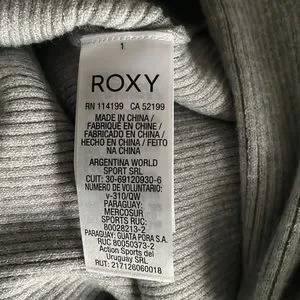 1
ROXY
RN 114199 CA 52199
MADE IN CHINA /
FABRIQUE EN CHINE /
FABRICADO EN CHINA /
HECHO EN CHINA / FEITO
NA CHINA
ARGENTINA WORLD
SPORT SRL
CUIT: 30-69120930-6
NUMERO DE VOLUNTARIO:
v-310/QW
PARAGUAY:
MERCOSUR
SPORTS RUC:
80028213-2
PARAGUAY: GUATA PORA S.A.
RUC 80050373-2
Action Sports del
Uruguay SRL
RUT: 217126060018